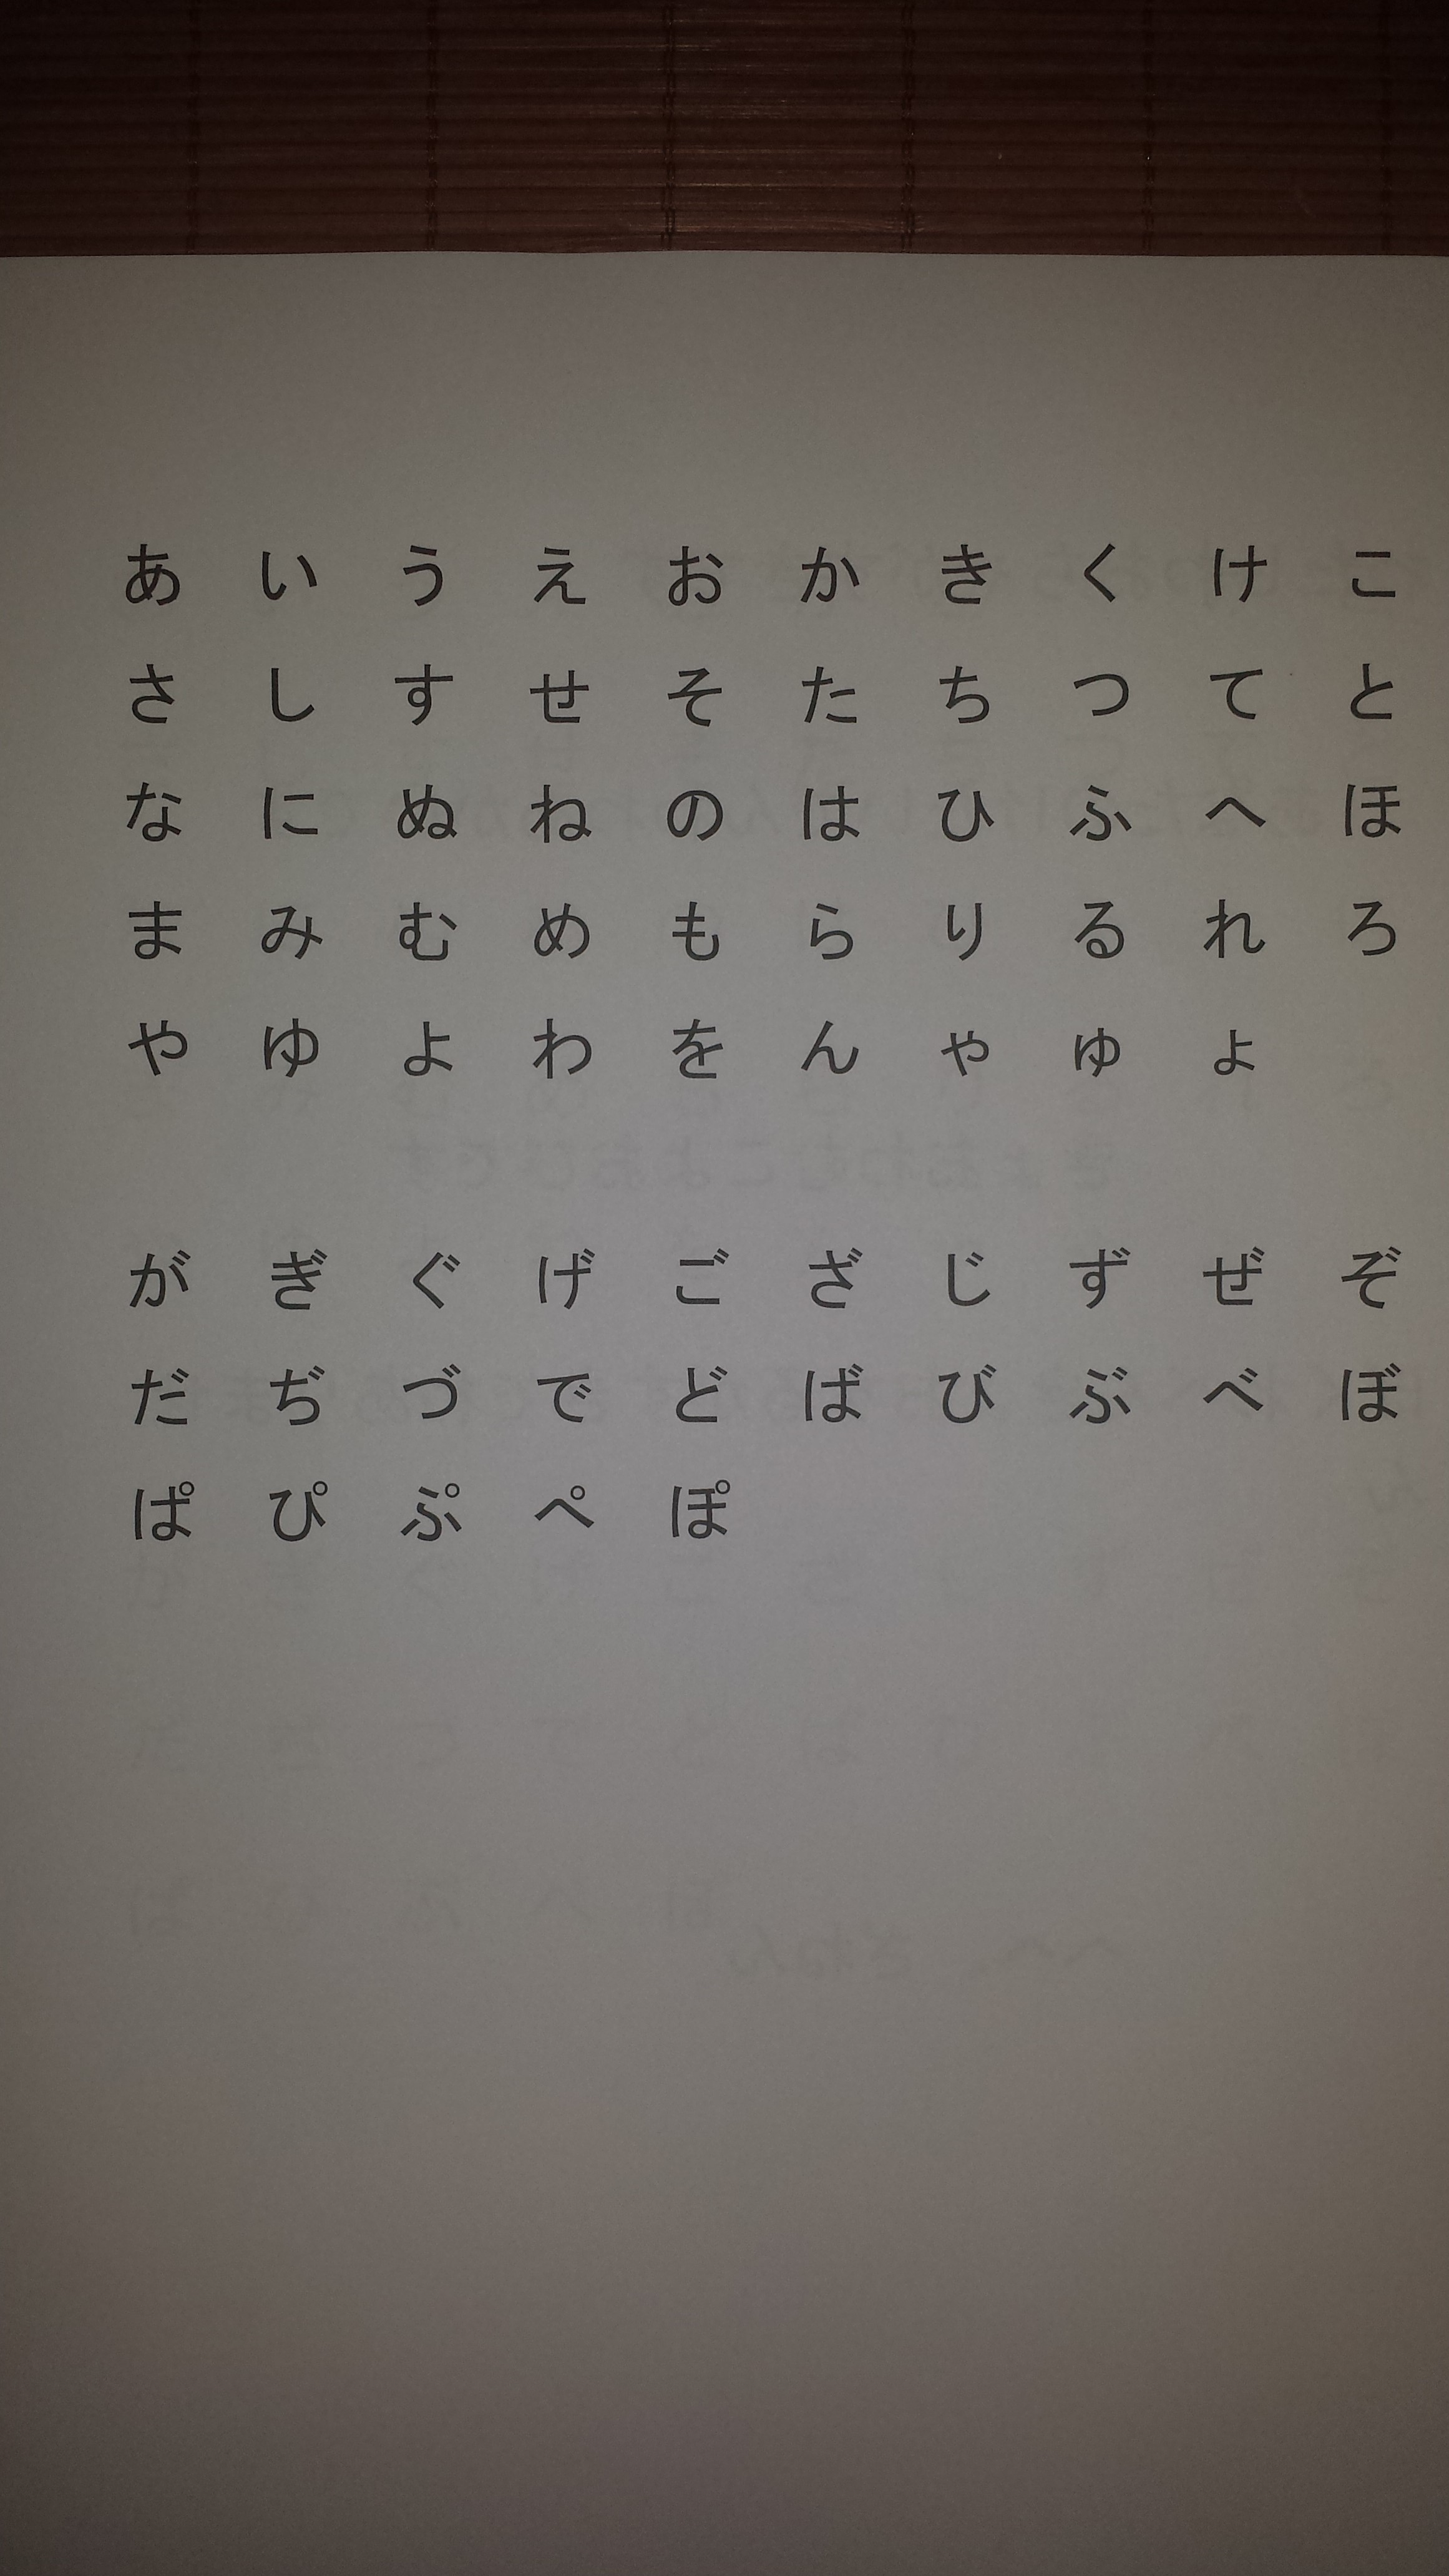 あ い う え お か き く け こ
さ し す せ そ た ち つ て と
な に ぬ ね の は ひ ふ へ ほ
ま み む め も ら り る れ ろ
や ゆ よ わ を ん ゃ ゅ ょ
が ぎ ぐ げ ご ざ じ ず ぜ ぞ
だ ぢ づ で ど ば び ぶ べ ぼ
ぱ ぴ ぷ ぺ ぽ